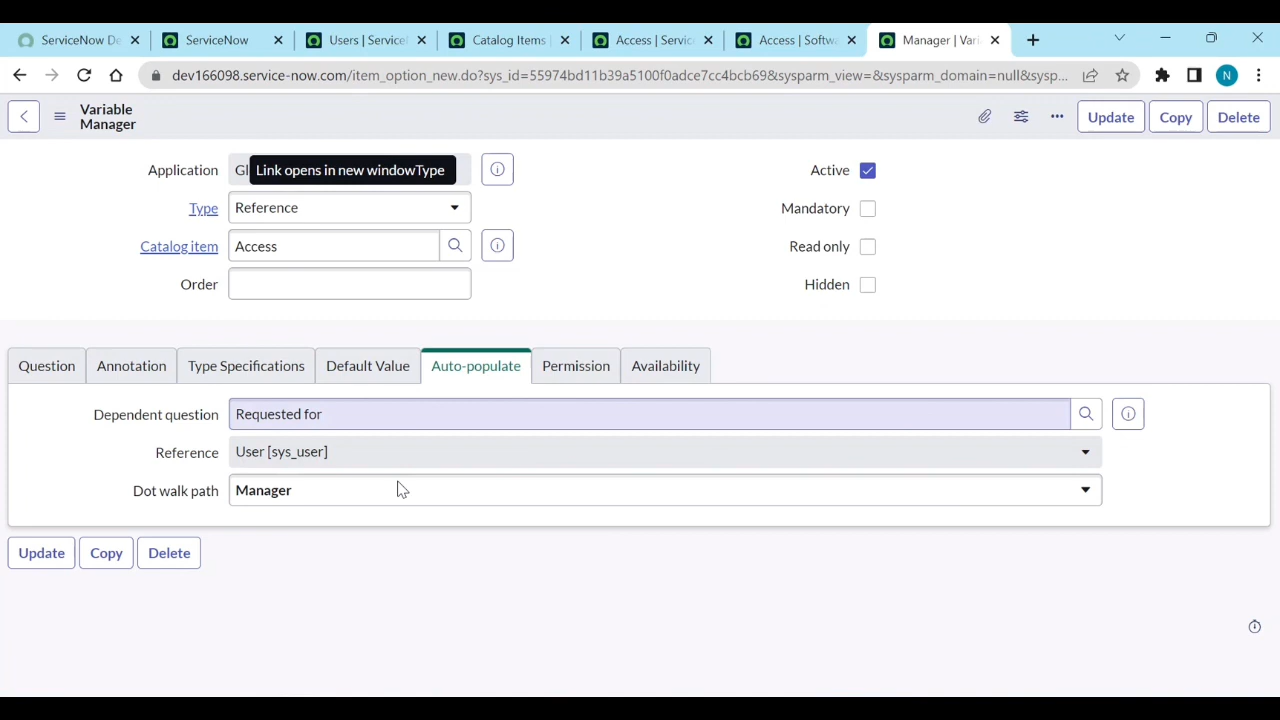 ServiceNow De
ServiceNow
Users | Service
Catalog Items |
Access | Servic
Access | Softwa
Manager | Vari
dev166098.service-now.com/item_option_new.do?sys_id=55974bd11b39a5100f0adce7cc4bcb69&sysparm_view=&sysparm_domain=null&sysp...
N
Variable
Manager
Update
Copy
Delete
Application
Gl
Link opens in new windowType
Active
Type
Reference
Mandatory
Catalog item
Access
Read only
Order
Hidden
Question
Annotation
Type Specifications
Default Value
Auto-populate
Permission
Availability
Dependent question
Requested for
Reference
User [sys_user]
Dot walk path
Manager
Update
Copy
Delete